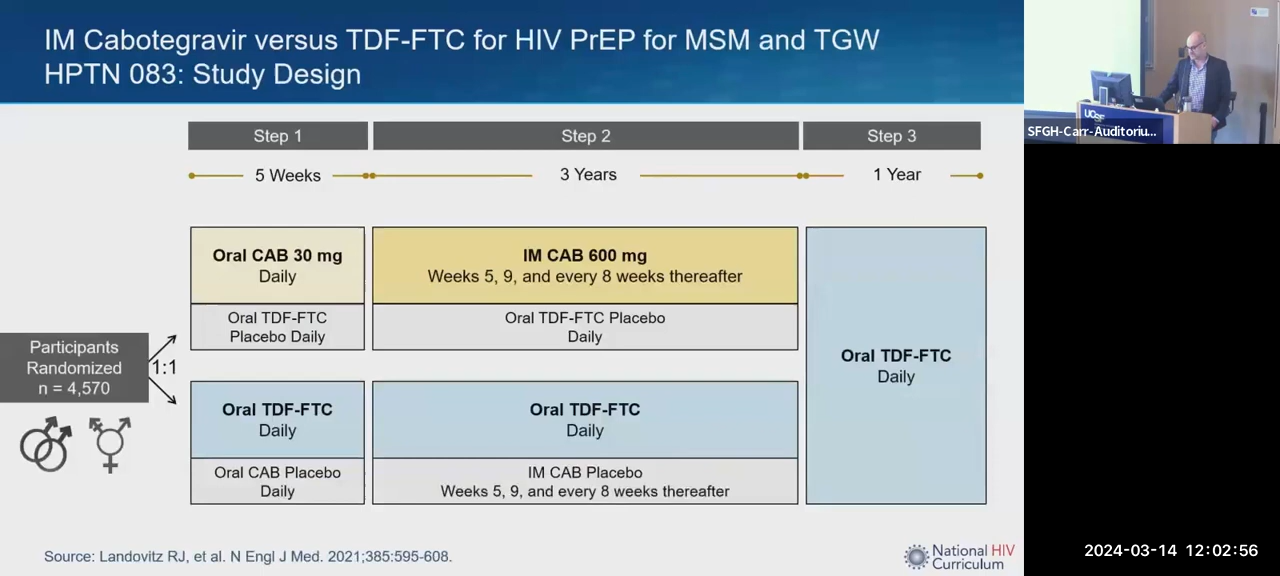 IM Cabotegravir versus TDF-FTC for HIV PrEP for MSM and TGW
HPTN 083: Study Design
Step 1
Step 2
Step 3
5 Weeks
3 Years
1 Year
Oral CAB 30 mg
Daily
Oral TDF-FTC
Placebo Daily
IM CAB 600 mg
Weeks 5, 9, and every 8 weeks thereafter
Oral TDF-FTC Placebo
Daily
Participants
Randomized
n = 4,570
1:1
Oral TDF-FTC
Daily
Oral CAB Placebo
Daily
Oral TDF-FTC
Daily
IM CAB Placebo
Weeks 5, 9, and every 8 weeks thereafter
Oral TDF-FTC
Daily
Source: Landovitz RJ, et al. N Engl J Med. 2021;385:595-608.
National HIV
Curriculum
UCSF
SFGH-Carr-Auditoriu...
2024-03-14 12:02:56